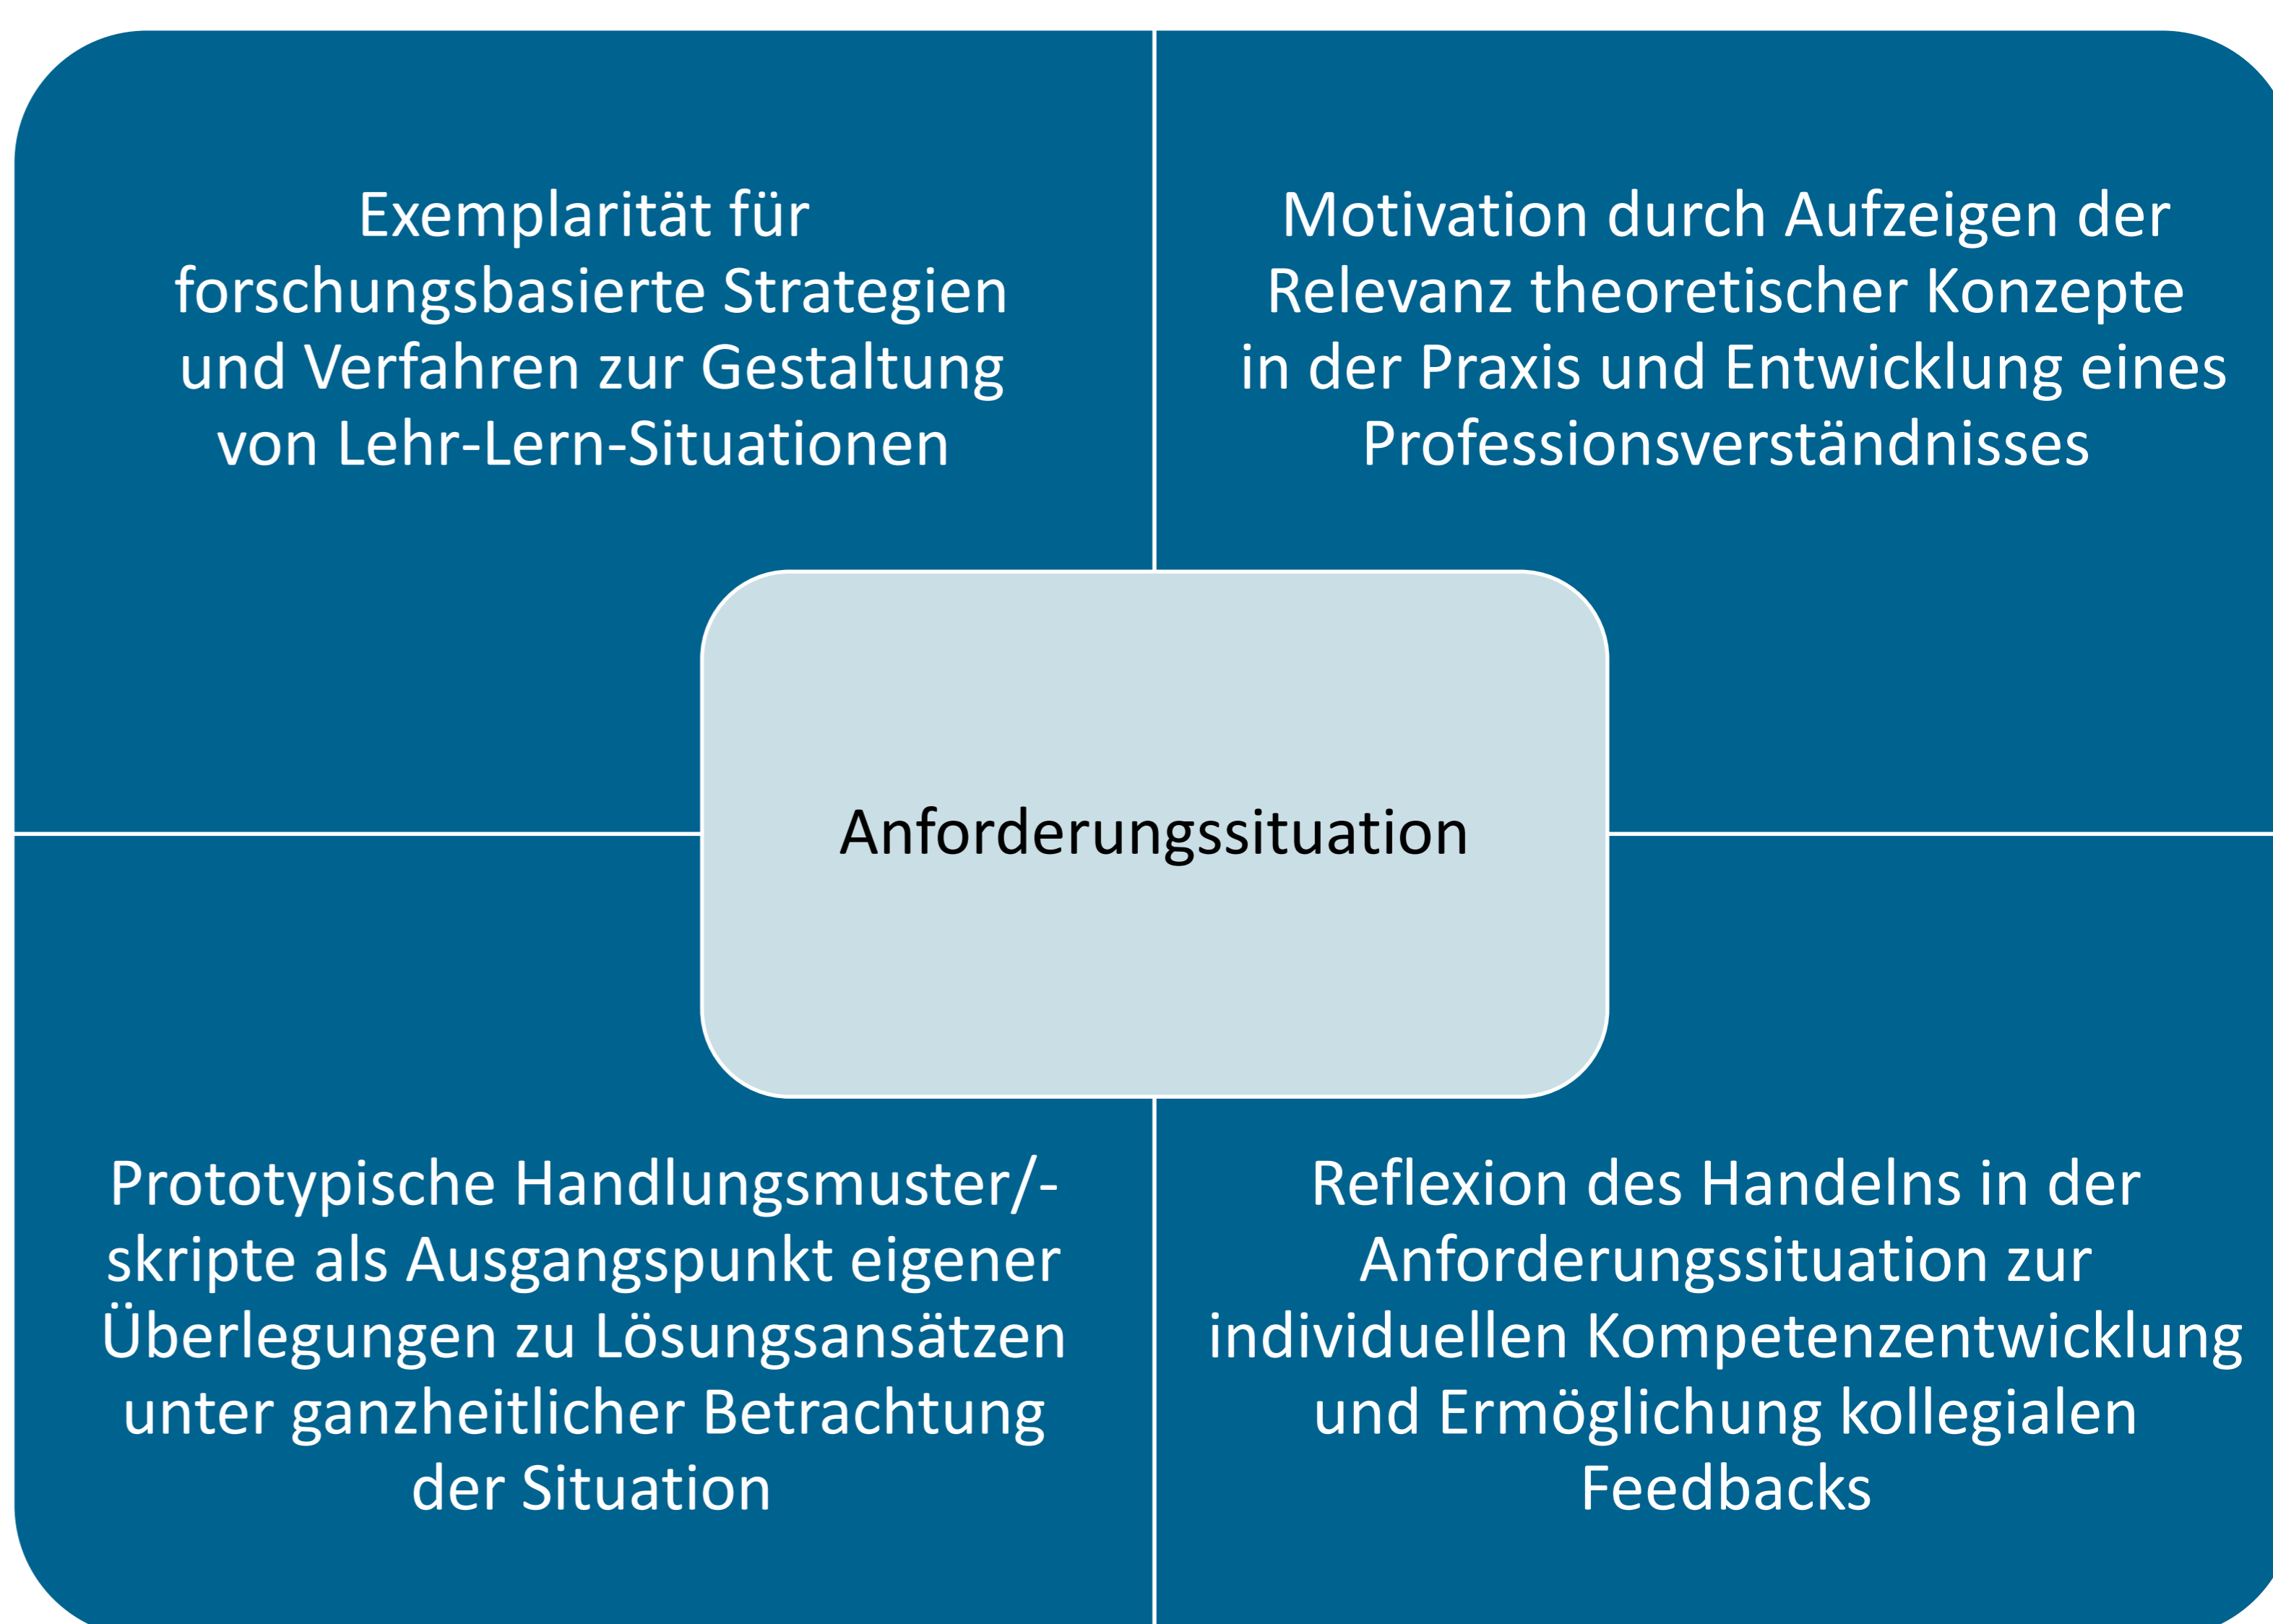 Exemplarität für
forschungsbasierte Strategien
und Verfahren zur Gestaltung
von Lehr-Lern-Situationen
Motivation durch Aufzeigen der
Relevanz theoretischer Konzepte
in der Praxis und Entwicklung eines
Professionsverständnisses
Anforderungssituation
Prototypische Handlungsmuster/-
skripte als Ausgangspunkt eigener
Überlegungen zu Lösungsansätzen
unter ganzheitlicher Betrachtung
der Situation
Reflexion des Handelns in der
Anforderungssituation zur
individuellen Kompetenzentwicklung
und Ermöglichung kollegialen
Feedbacks